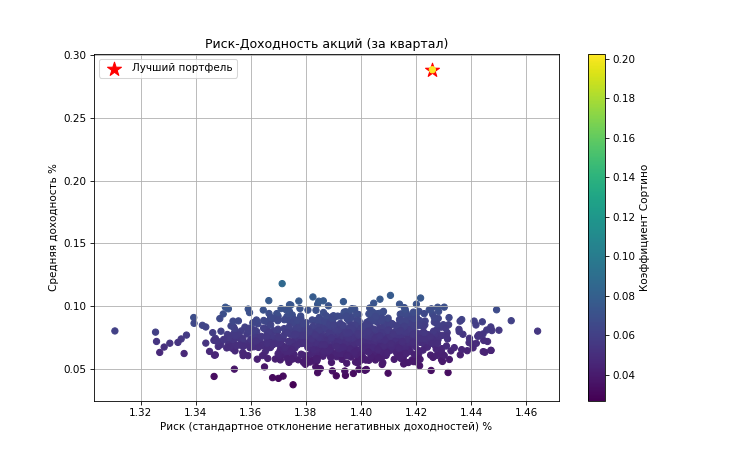 Риск-Доходность акций (за квартал)
Лучший портфель
0.30
0.25
0.20
0.15
0.10
0.05
Средняя доходность %
1.32 1.34 1.36 1.38 1.40 1.42 1.44 1.46
Риск (стандартное отклонение негативных доходностей) %
0.20
0.18
0.16
0.14
0.12
0.10
0.08
0.06
0.04
Коэффициент Сортино